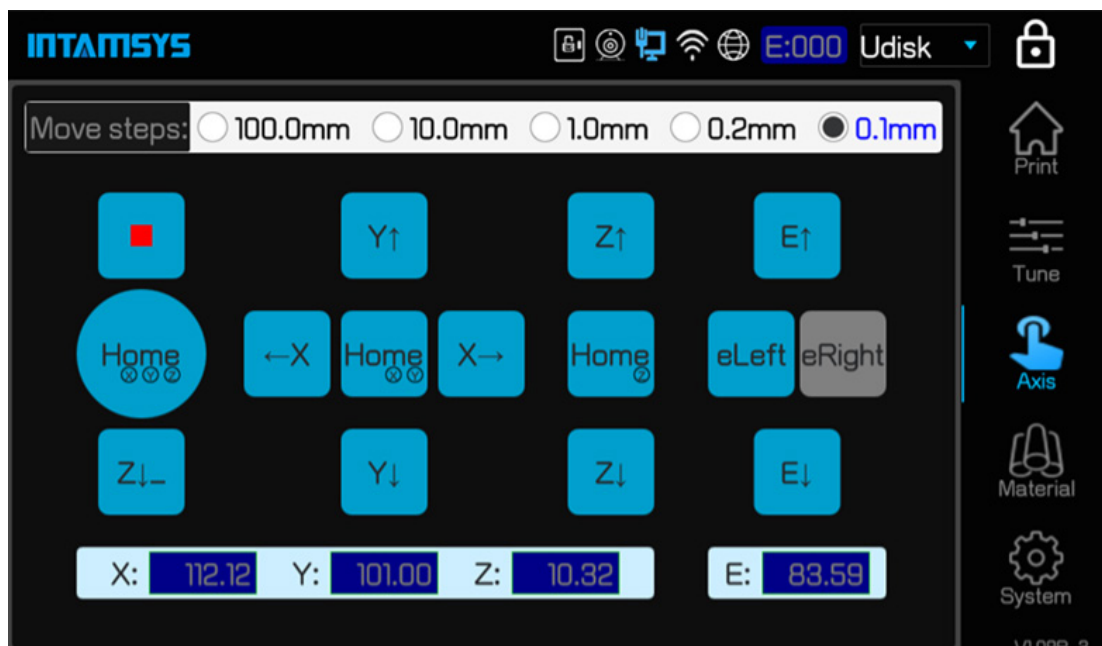 INTAMSYS E:000 Udisk
Move steps: 100.0mm 10.0mm 1.0mm 0.2mm 0.1mm
Print
Y↑ Z↑ E↑
Tune
Home ←X Home X→ Home eLeft eRight
X Y Z X Y Z
Axis
Z↓_ Y↓ Z↓ E↓
Material
X: 112.12 Y: 101.00 Z: 10.32 E: 83.59
System